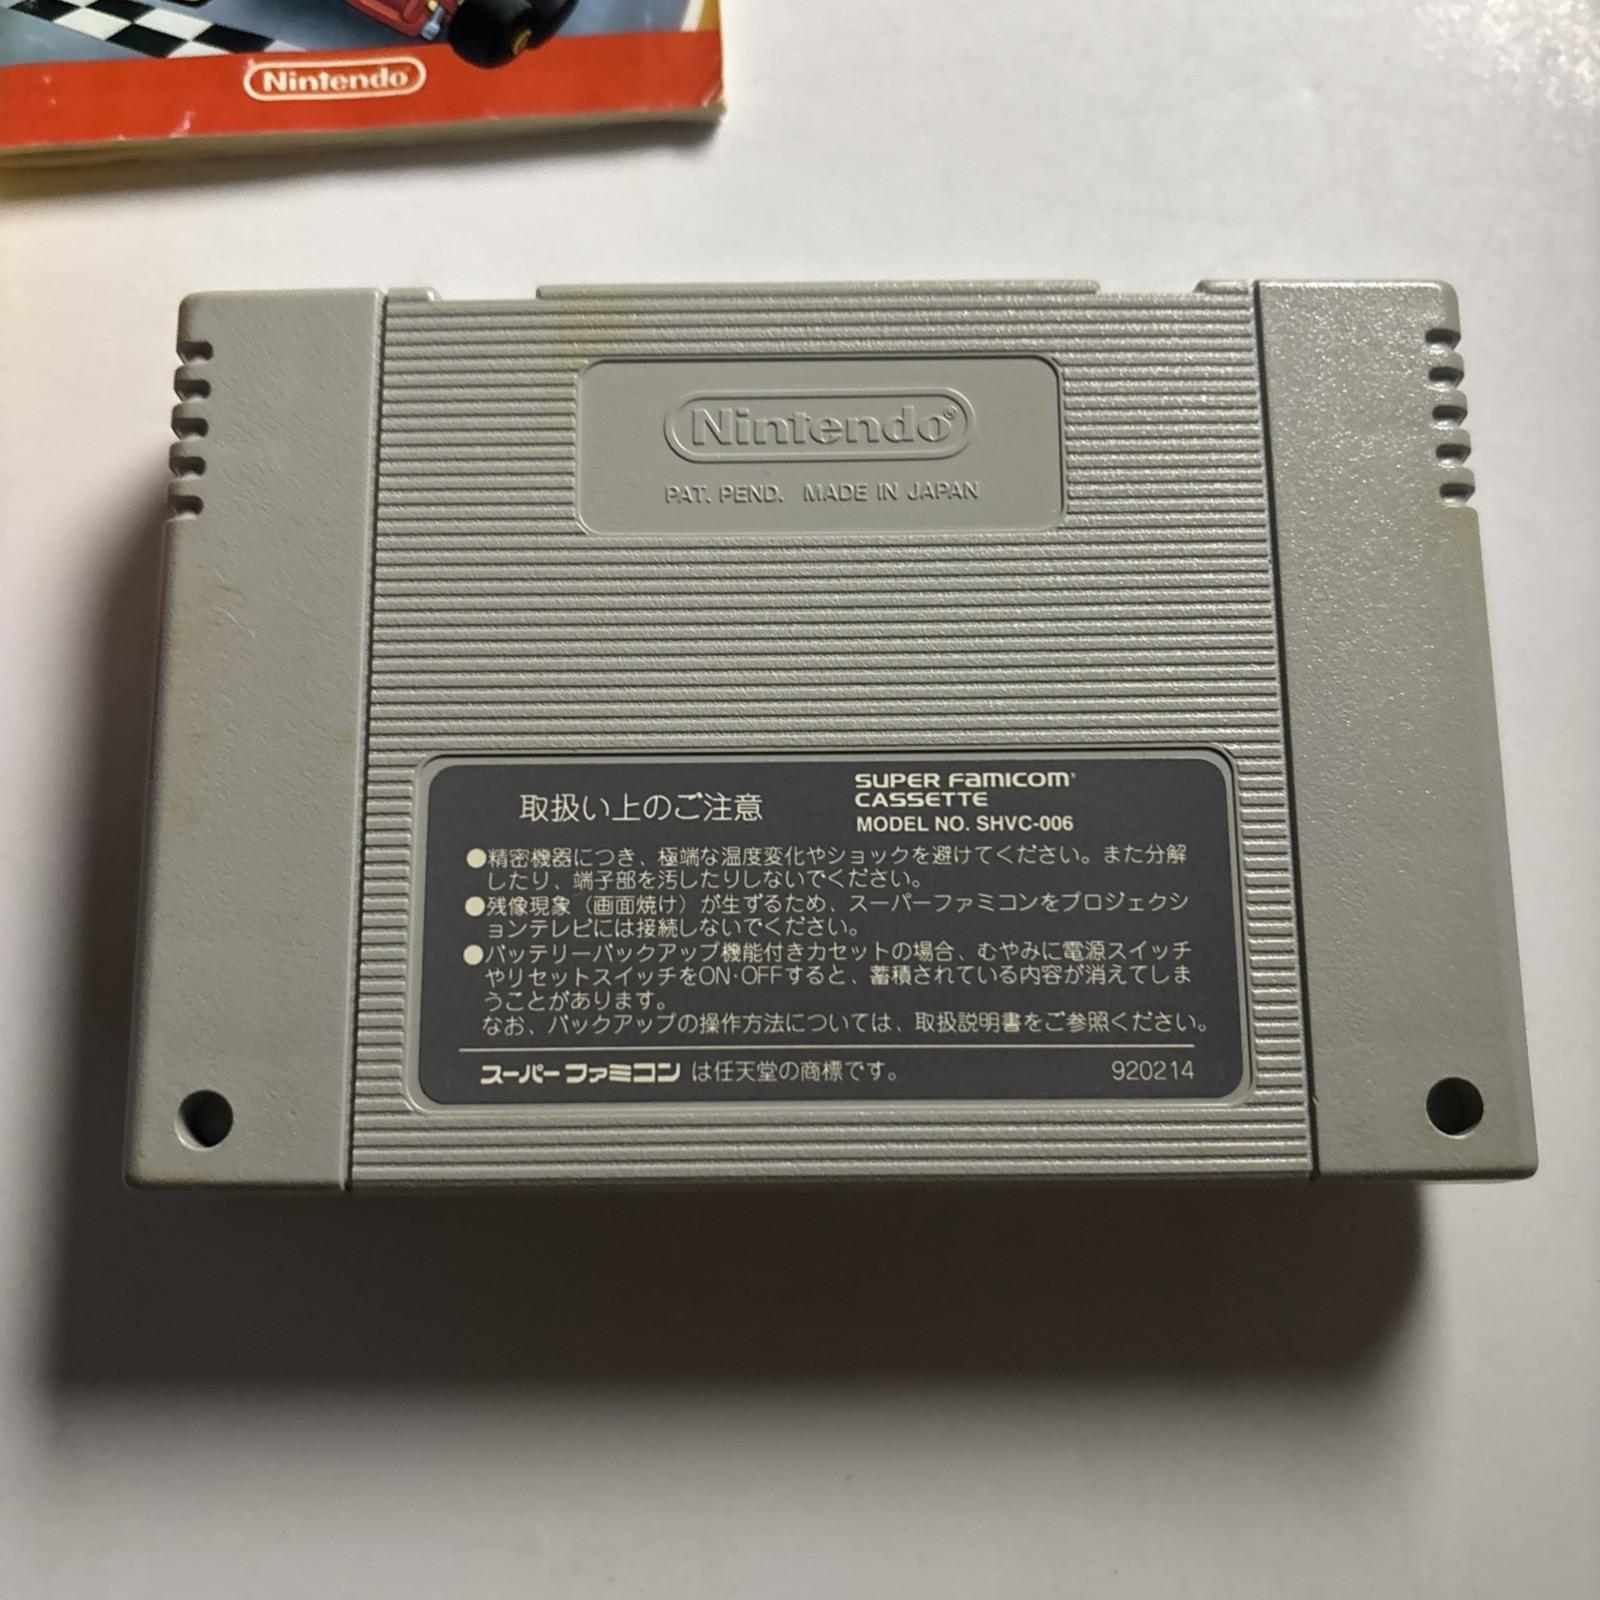 Nintendo
Nintendo®
PAT. PEND. MADE IN JAPAN
取扱い上のご注意
SUPER FAMICOM
CASSETTE
MODEL NO. SHVC-006
●精密機器につき、極端な温度変化やショックを避けてください。また分解
したり、端子部を汚したりしないでください。
●残像現象（画面焼け）が生ずるため、スーパーファミコンをプロジェクシ
ョンテレビには接続しないでください。
●バッテリーバックアップ機能付きカセットの場合、むやみに電源スイッチ
やリセットスイッチをON·OFFすると、蓄積されている内容が消えてしま
うことがあります。
なお、バックアップの操作方法については、取扱説明書をご参照ください。
スーパーファミコンは任天堂の商標です。
920214